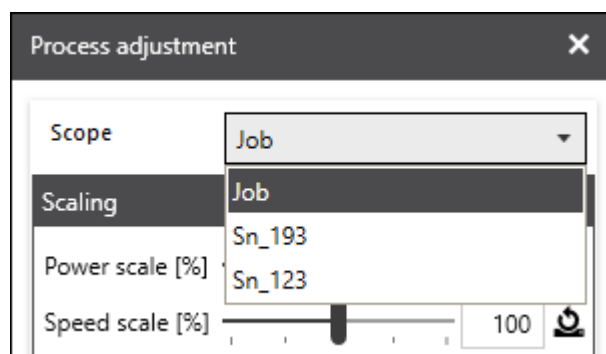 Process adjustment
Scope
Job
Job
Scaling
Sn_193
Power scale [%]
Sn_123
Speed scale [%]
100